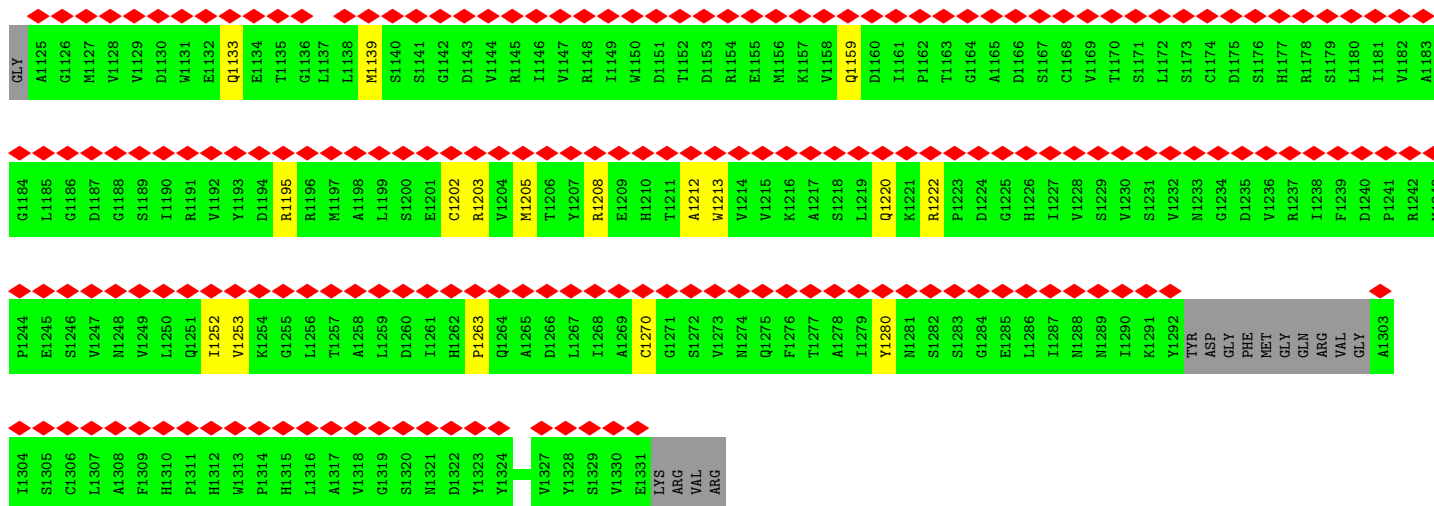 GLY A1125 G1126 M1127 V1128 V1129 D1130 W1131 E1132 Q1133 E1134 T1135 G1136 L1137 L1138 M1139 S1140 S1141 G1142 D1143 V1144 R1145 I1146 V1147 R1148 I1149 W1150 D1151 T1152 D1153 R1154 E1155 M1156 K1157 V1158 Q1159 D1160 I1161 P1162 T1163 G1164 A1165 D1166 S1167 C1168 V1169 T1170 S1171 L1172 S1173 C1174 D1175 S1176 H1177 R1178 S1179 L1180 I1181 V1182 A1183
G1184 L1185 G1186 D1187 G1188 S1189 I1190 R1191 V1192 Y1193 D1194 R1195 R1196 M1197 A1198 L1199 S1200 E1201 C1202 R1203 V1204 M1205 T1206 Y1207 R1208 E1209 H1210 T1211 A1212 W1213 V1214 V1215 K1216 A1217 S1218 L1219 Q1220 K1221 R1222 P1223 D1224 G1225 H1226 I1227 V1228 S1229 V1230 S1231 V1232 N1233 G1234 D1235 V1236 R1237 I1238 F1239 D1240 P1241 R1242
P1244 E1245 S1246 V1247 N1248 V1249 L1250 Q1251 I1252 V1253 K1254 G1255 L1256 T1257 A1258 L1259 D1260 I1261 H1262 P1263 Q1264 A1265 D1266 L1267 I1268 A1269 C1270 G1271 S1272 V1273 N1274 Q1275 F1276 T1277 A1278 I1279 Y1280 N1281 S1282 S1283 G1284 E1285 L1286 I1287 N1288 N1289 I1290 K1291 Y1292 TYR ASP GLY PHE MET GLY GLN ARG VAL GLY A1303
I1304 S1305 C1306 L1307 A1308 F1309 H1310 P1311 H1312 W1313 P1314 H1315 L1316 A1317 V1318 G1319 S1320 N1321 D1322 Y1323 Y1324 V1327 Y1328 S1329 V1330 E1331 LYS ARG VAL ARG